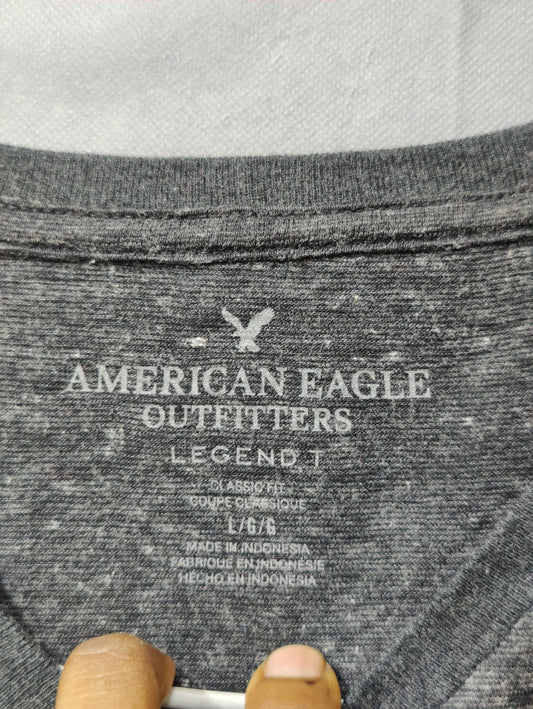 AMERICAN EAGLE
OUTFITTERS
LEGEND T
CLASSIC FIT
COUPE CLASSIQUE
L/G/G
MADE IN INDONESIA
FABRIQUÉ EN INDONÉSIE
HECHO EN INDONESIA